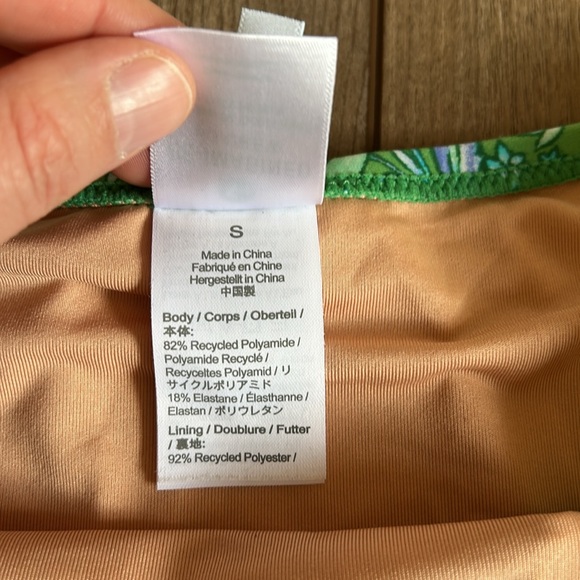 S
Made in China
Fabriqué en Chine
Hergestellt in China
中国製
Body / Corps / Oberteil /
本体:
82% Recycled Polyamide /
Polyamide Recyclé /
Recyceltes Polyamid / リ
サイクルポリアミド
18% Elastane / Élasthanne /
Elastan / ポリウレタン
Lining / Doublure / Futter
/ 裏地:
92% Recycled Polyester /